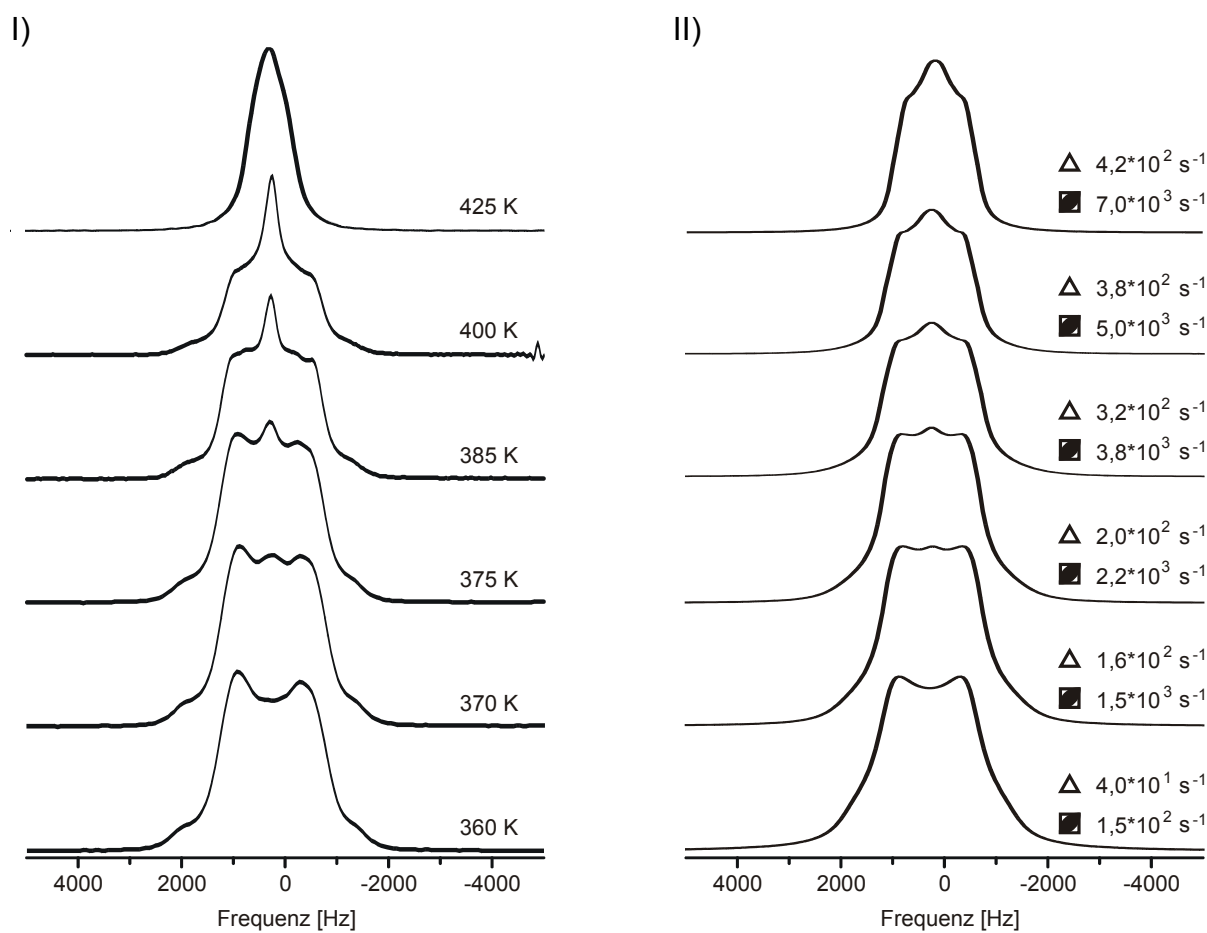 I)
425 K
400 K
385 K
375 K
370 K
360 K
4000 2000 0 -2000 -4000
Frequenz [Hz]
II)
4,2*10² s⁻¹
7,0*10³ s⁻¹
3,8*10² s⁻¹
5,0*10³ s⁻¹
3,2*10² s⁻¹
3,8*10³ s⁻¹
2,0*10² s⁻¹
2,2*10³ s⁻¹
1,6*10² s⁻¹
1,5*10³ s⁻¹
4,0*10¹ s⁻¹
1,5*10² s⁻¹
4000 2000 0 -2000 -4000
Frequenz [Hz]